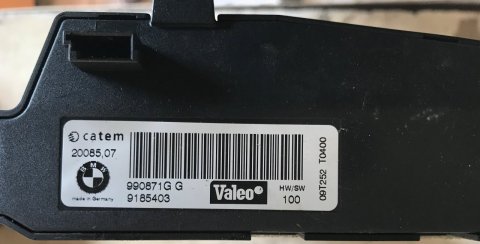 catem
20085,07
BMW
made in Germany
990871G G
9185403
Valeo
HW/SW
100
09T252 T0400